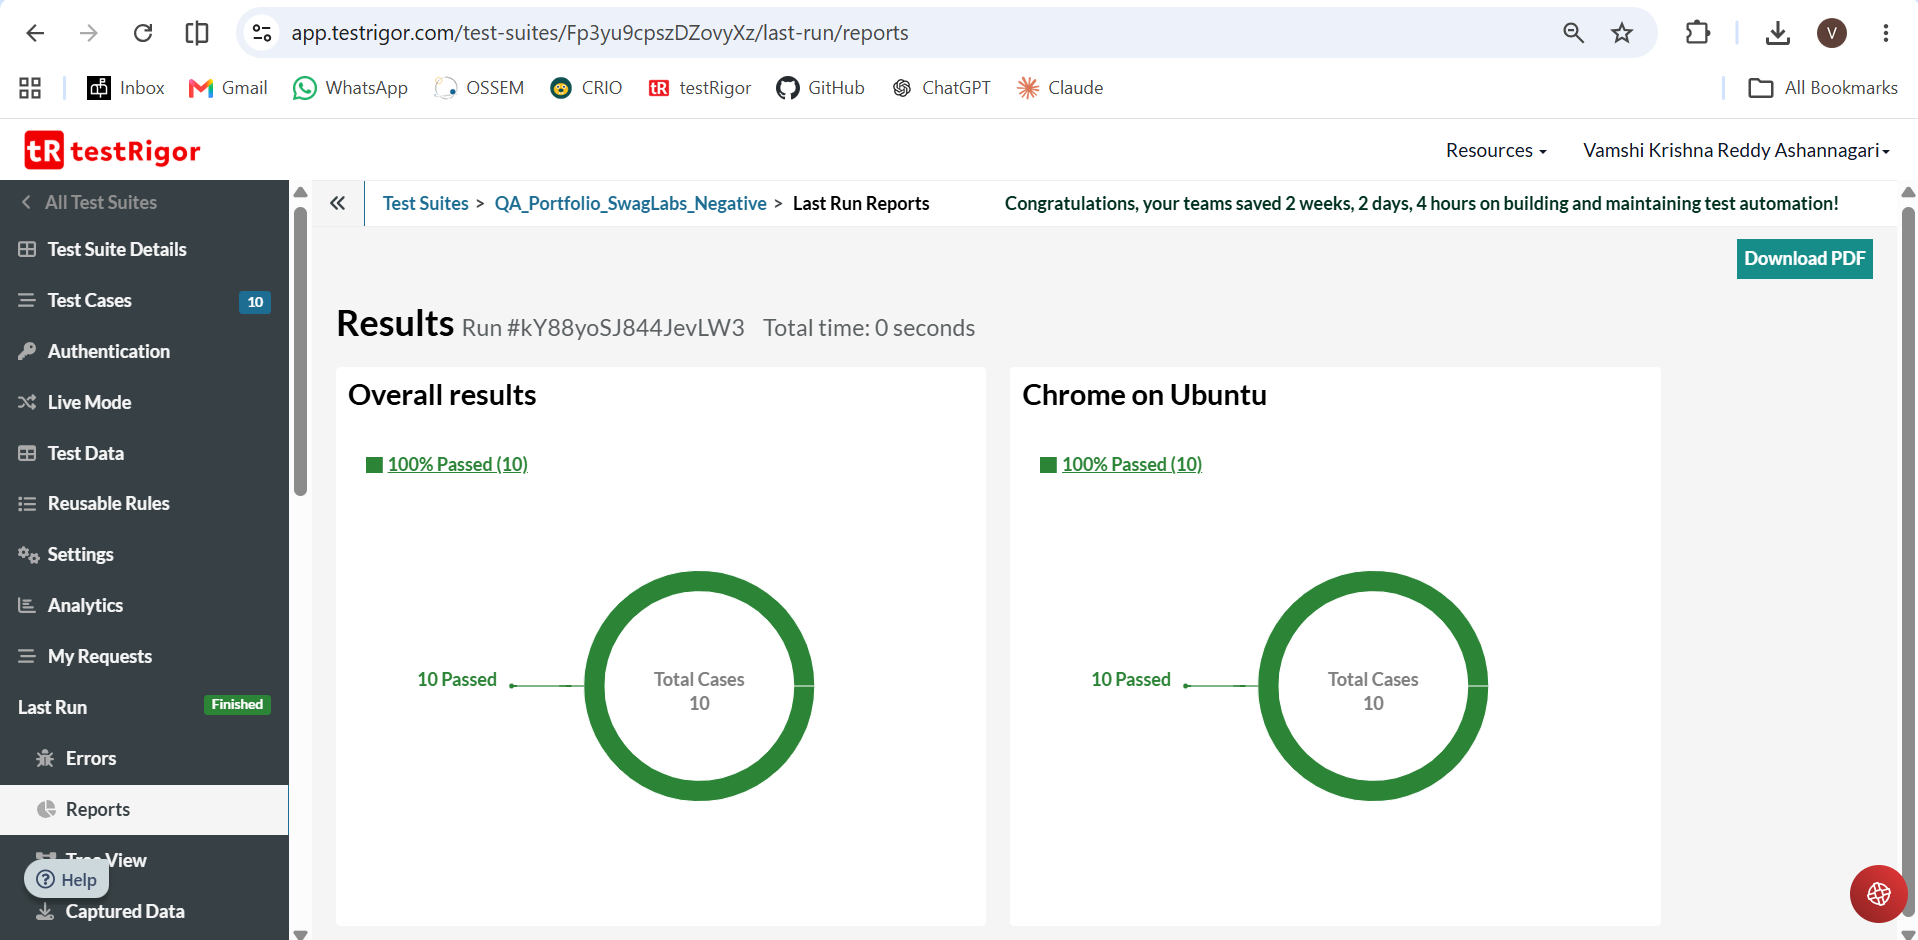 app.testrigor.com/test-suites/Fp3yu9cpszDZovyXz/last-run/reports
V
Inbox
Gmail
WhatsApp
OSSEM
CRIO
tR testRigor
GitHub
ChatGPT
Claude
All Bookmarks
tR testRigor
Resources
Vamshi Krishna Reddy Ashannagari
All Test Suites
Test Suites > QA_Portfolio_SwagLabs_Negative > Last Run Reports
Congratulations, your teams saved 2 weeks, 2 days, 4 hours on building and maintaining test automation!
Test Suite Details
Test Cases 10
Authentication
Live Mode
Test Data
Reusable Rules
Settings
Analytics
My Requests
Last Run Finished
Errors
Reports
Tree View
Help
Captured Data
Download PDF
Results Run #kY88yoSJ844JevLW3 Total time: 0 seconds
Overall results
100% Passed (10)
10 Passed
Total Cases
10
Chrome on Ubuntu
100% Passed (10)
10 Passed
Total Cases
10